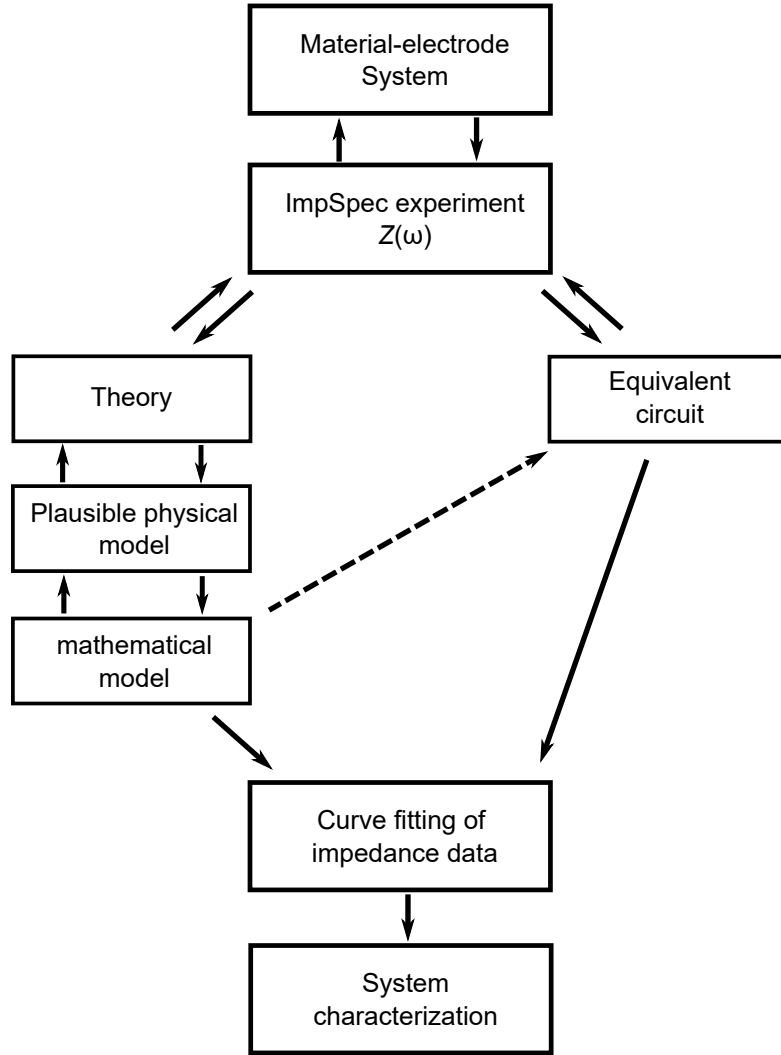 Material-electrode
System
ImpSpec experiment
Z(ω)
Theory
Equivalent
circuit
Plausible physical
model
mathematical
model
Curve fitting of
impedance data
System
characterization